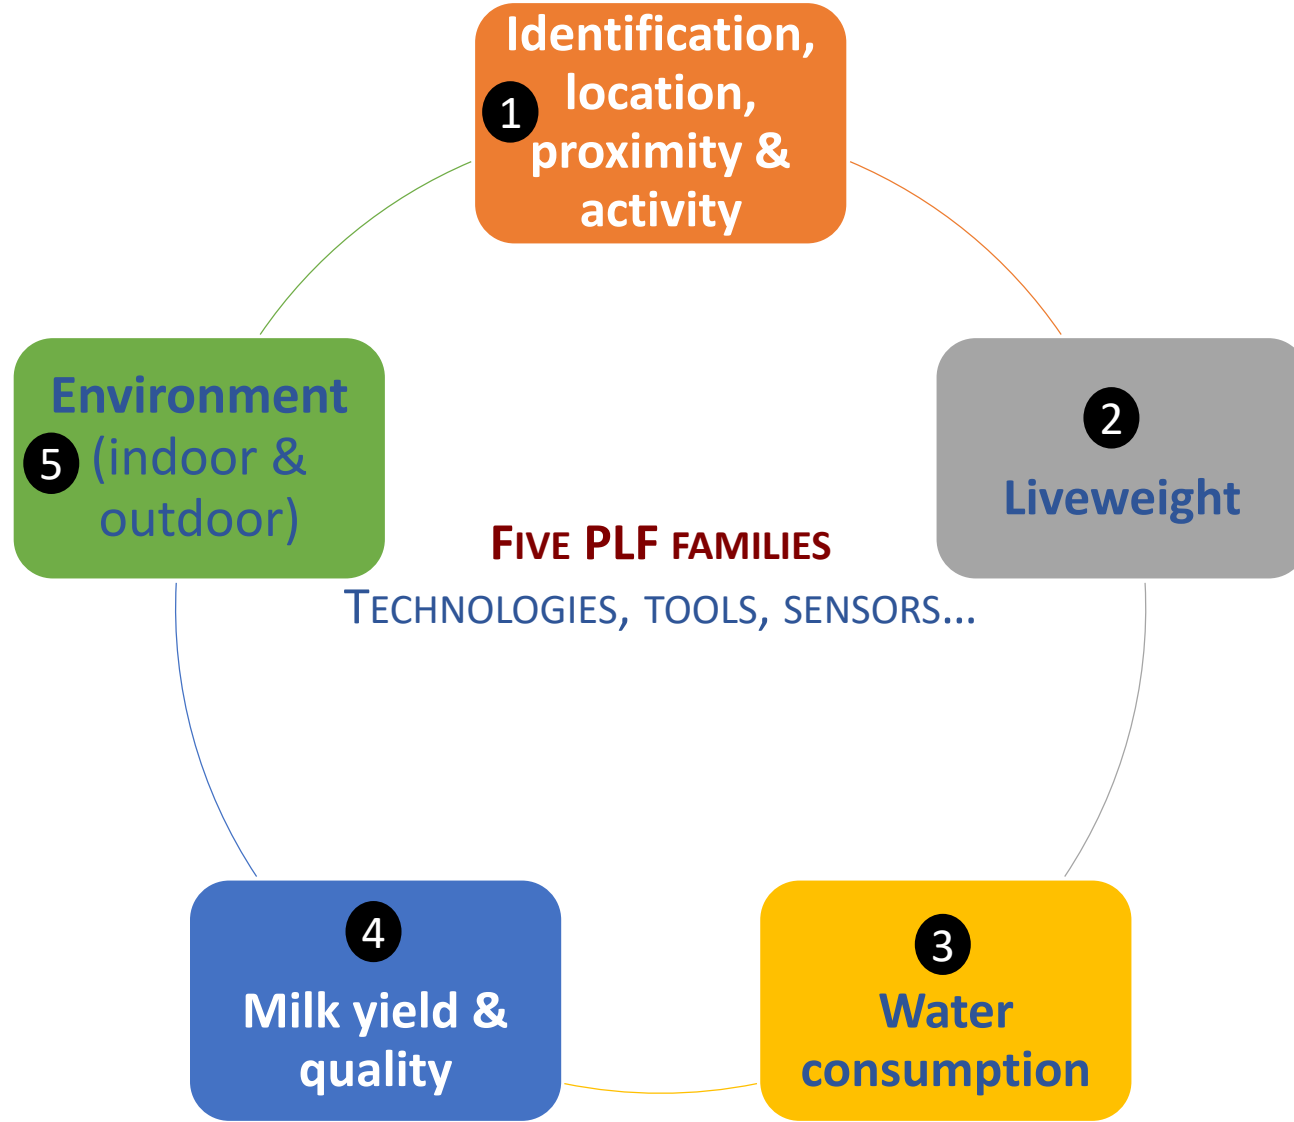 1
Identification,
location,
proximity &
activity
2
Liveweight
3
Water
consumption
4
Milk yield &
quality
5
Environment
(indoor &
outdoor)
Five PLF families
Technologies, tools, sensors...